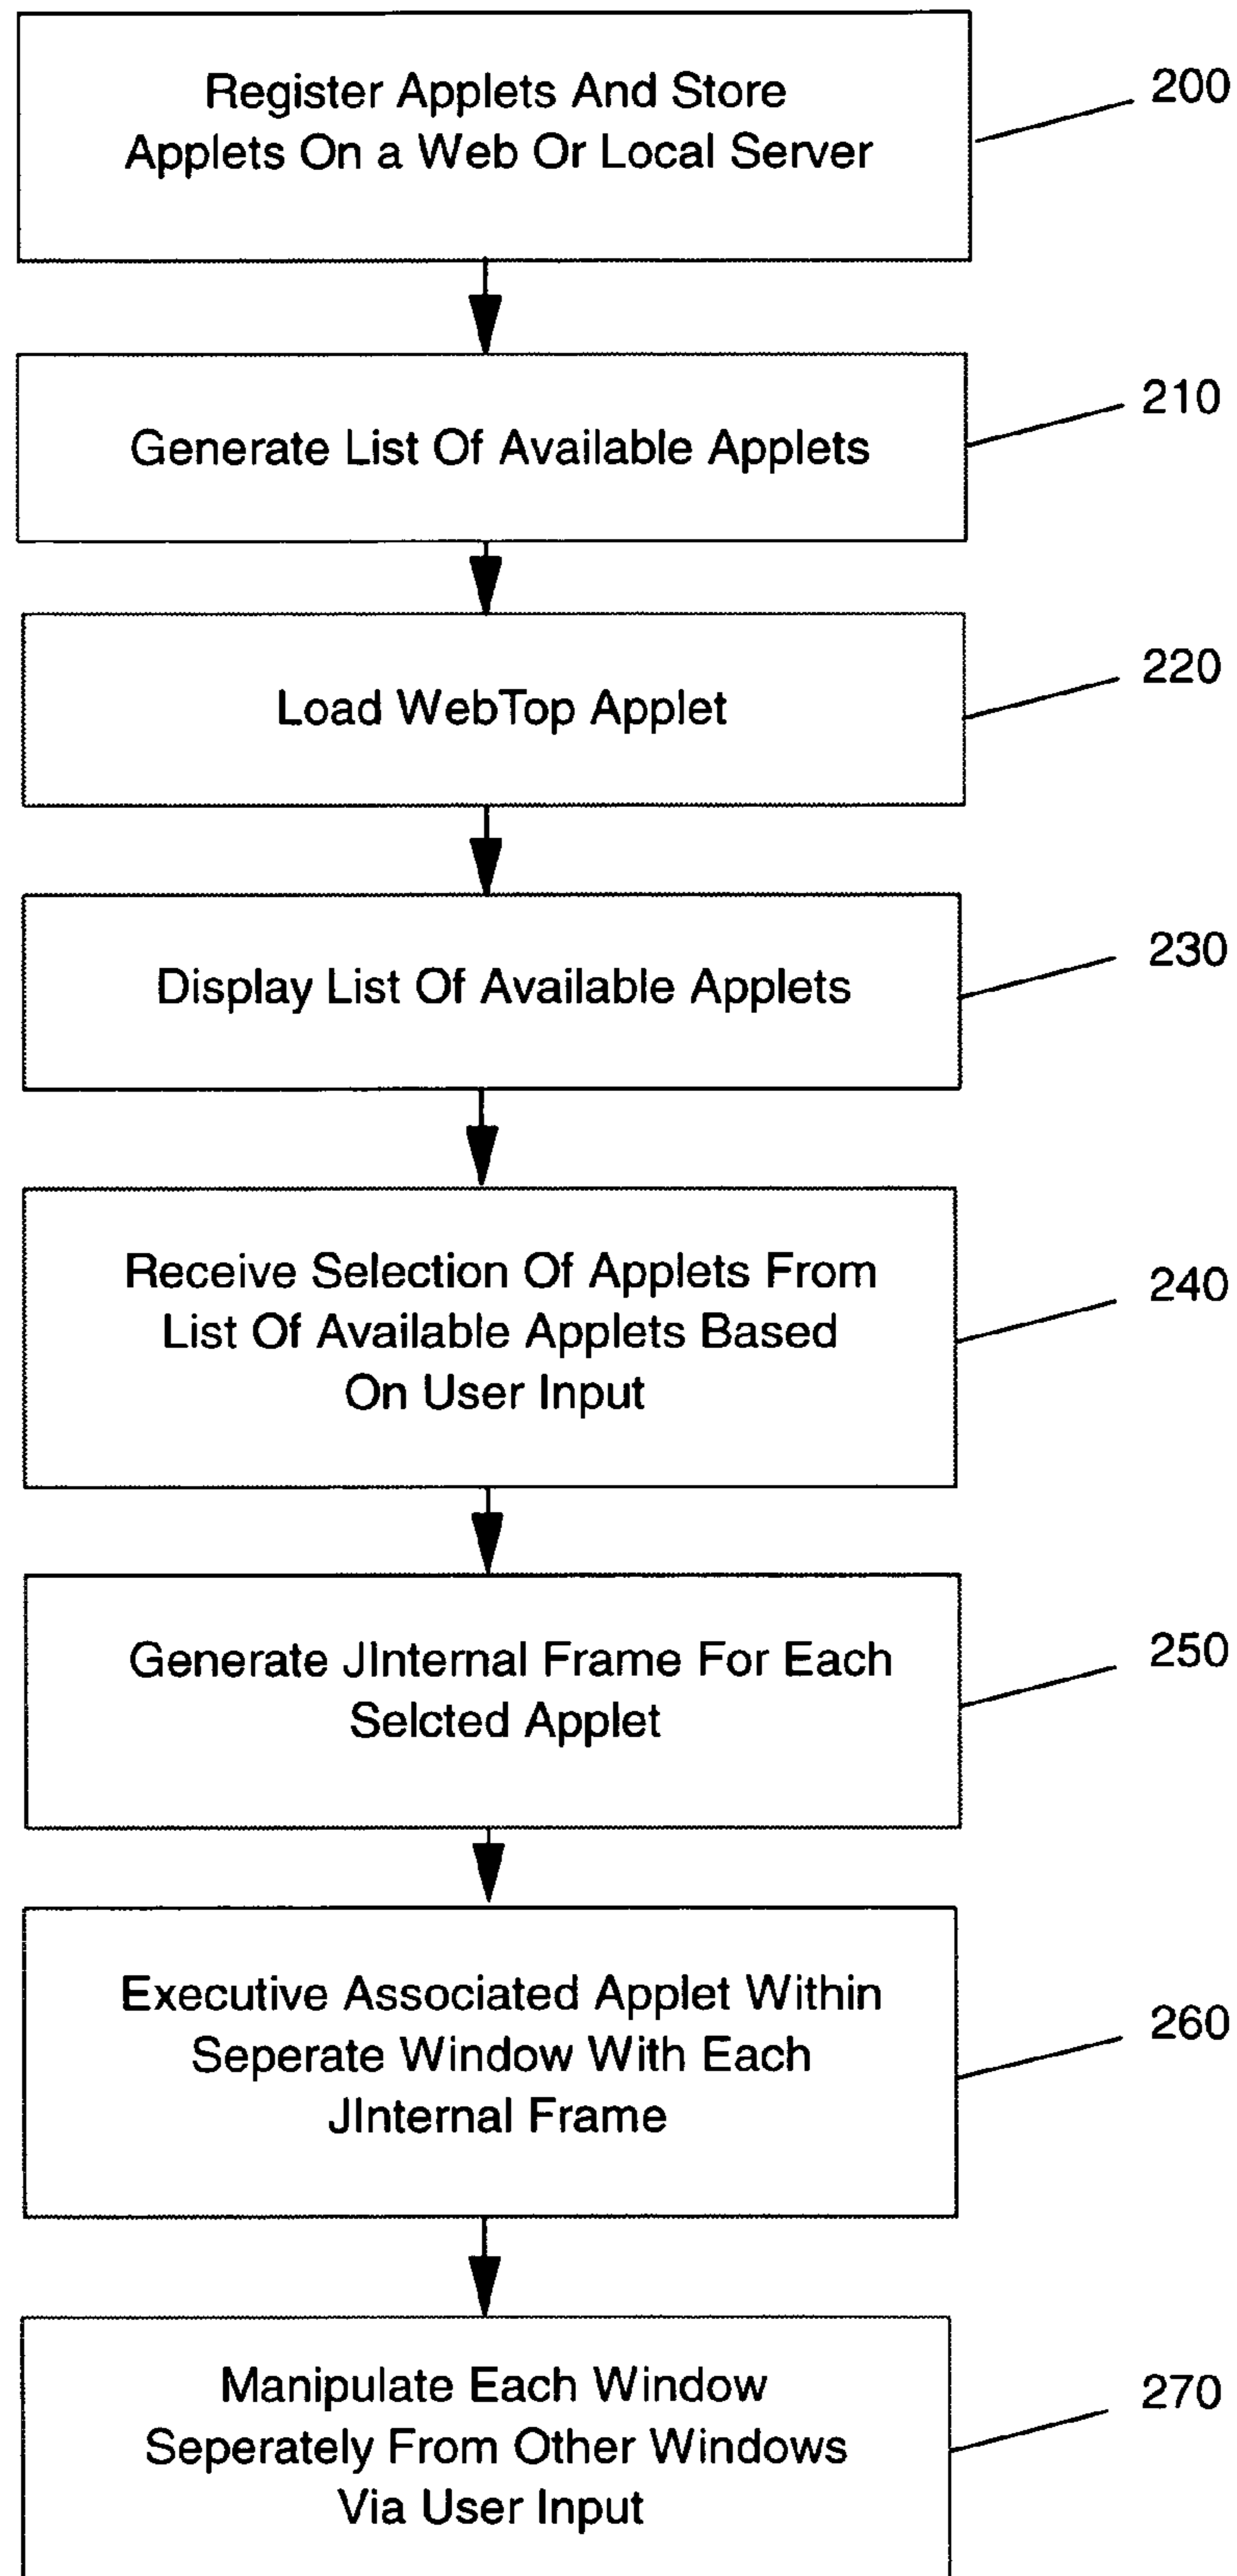 Register Applets And Store
Applets On a Web Or Local Server
200
Generate List Of Available Applets
210
Load WebTop Applet
220
Display List Of Available Applets
230
Receive Selection Of Applets From
List Of Available Applets Based
On User Input
240
Generate JInternal Frame For Each
Selcted Applet
250
Executive Associated Applet Within
Seperate Window With Each
JInternal Frame
260
Manipulate Each Window
Seperately From Other Windows
Via User Input
270